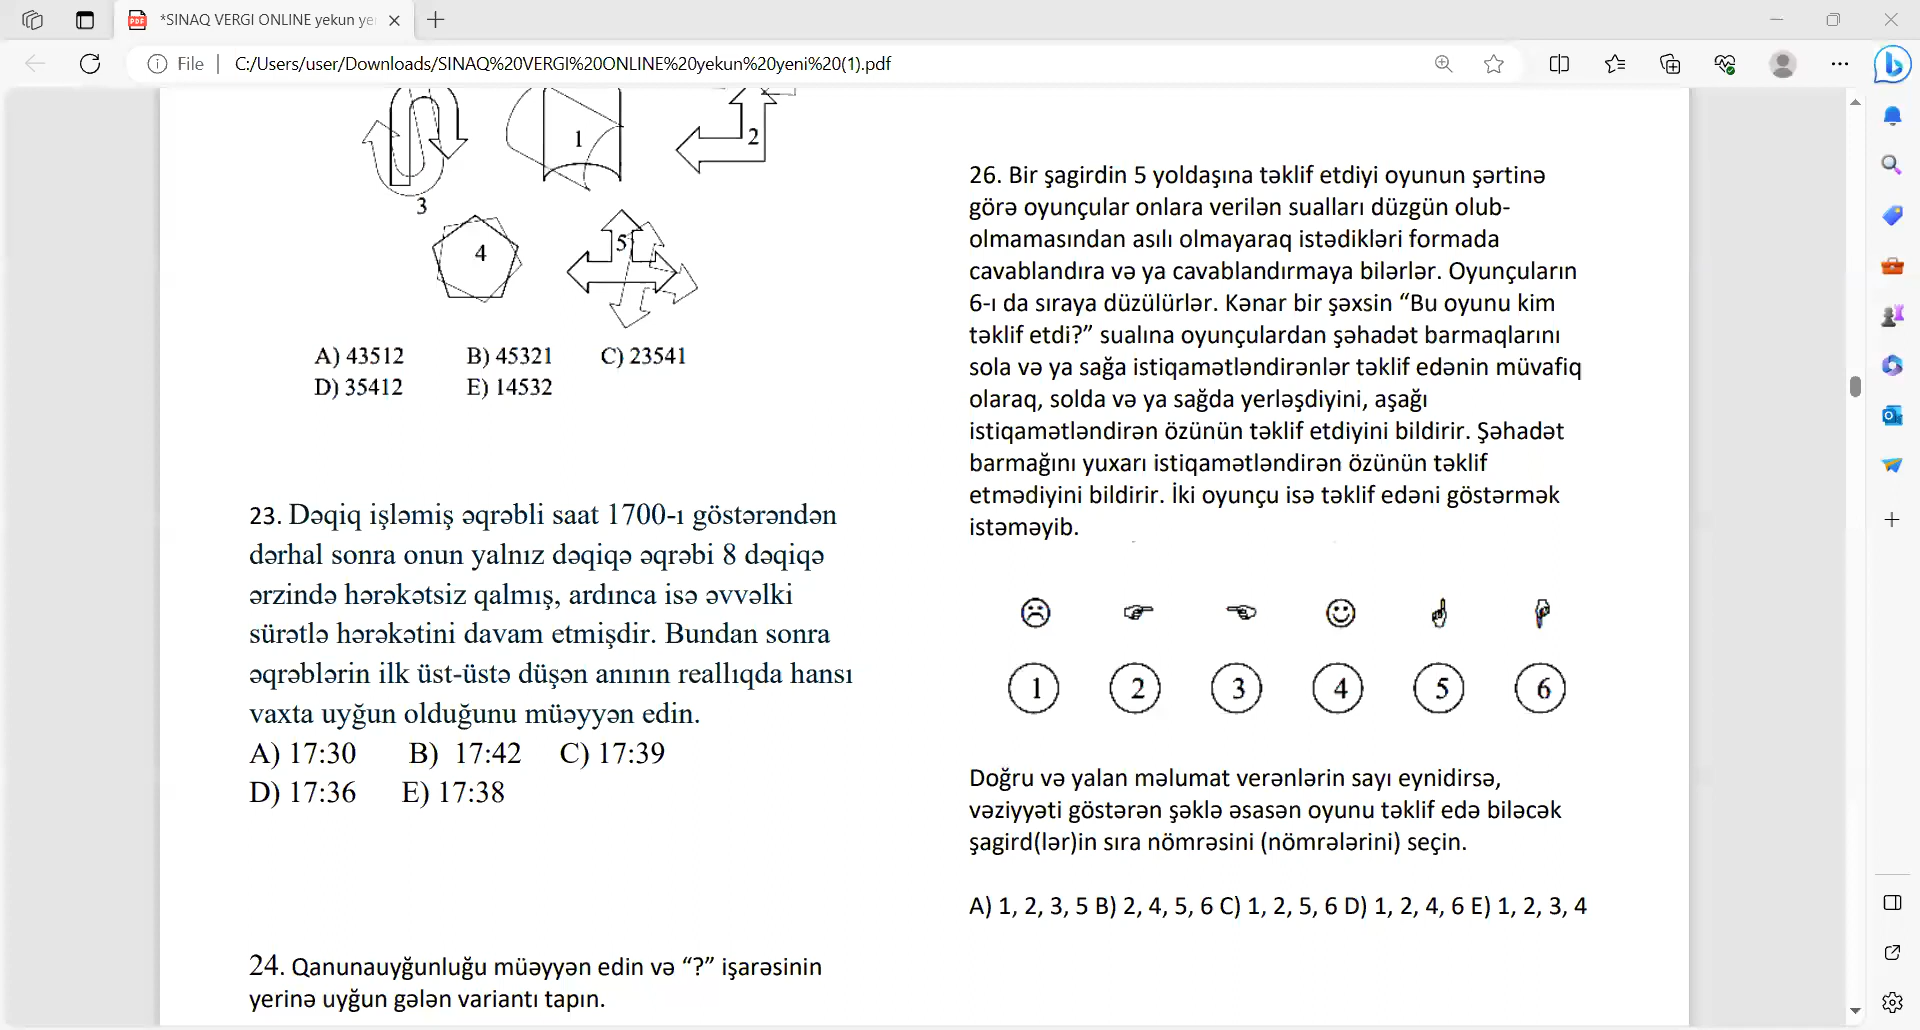 *SINAQ VERGI ONLINE yekun ye
File
C:/Users/user/Downloads/SINAQ%20VERGI%20ONLINE%20yekun%20yeni%20(1).pdf
1
2
3
4
5
A) 43512 B) 45321 C) 23541
D) 35412 E) 14532
23. Dəqiq işləmiş əqrəbli saat 1700-ı göstərəndən
dərhal sonra onun yalnız dəqiqə əqrəbi 8 dəqiqə
ərzində hərəkətsiz qalmış, ardınca isə əvvəlki
sürətlə hərəkətini davam etmişdir. Bundan sonra
əqrəblərin ilk üst-üstə düşən anının reallıqda hansı
vaxta uyğun olduğunu müəyyən edin.
A) 17:30 B) 17:42 C) 17:39
D) 17:36 E) 17:38
24. Qanunauyğunluğu müəyyən edin və “?” işarəsinin
yerinə uyğun gələn variantı tapın.
26. Bir şagirdin 5 yoldaşına təklif etdiyi oyunun şərtinə
görə oyunçular onlara verilən sualları düzgün olub-
olmamasından asılı olmayaraq istədikləri formada
cavablandıra və ya cavablandırmaya bilərlər. Oyunçuların
6-ı da sıraya düzülürlər. Kənar bir şəxsin “Bu oyunu kim
təklif etdi?” sualına oyunçulardan şəhadət barmaqlarını
sola və ya sağa istiqamətləndirənlər təklif edənin müvafiq
olaraq, solda və ya sağda yerləşdiyini, aşağı
istiqamətləndirən özünün təklif etdiyini bildirir. Şəhadət
barmağını yuxarı istiqamətləndirən özünün təklif
etmədiyini bildirir. İki oyunçu isə təklif edəni göstərmək
istəməyib.
1 2 3 4 5 6
Doğru və yalan məlumat verənlərin sayı eynidirsə,
vəziyyəti göstərən şəklə əsasən oyunu təklif edə biləcək
şagird(lər)in sıra nömrəsini (nömrələrini) seçin.
A) 1, 2, 3, 5 B) 2, 4, 5, 6 C) 1, 2, 5, 6 D) 1, 2, 4, 6 E) 1, 2, 3, 4